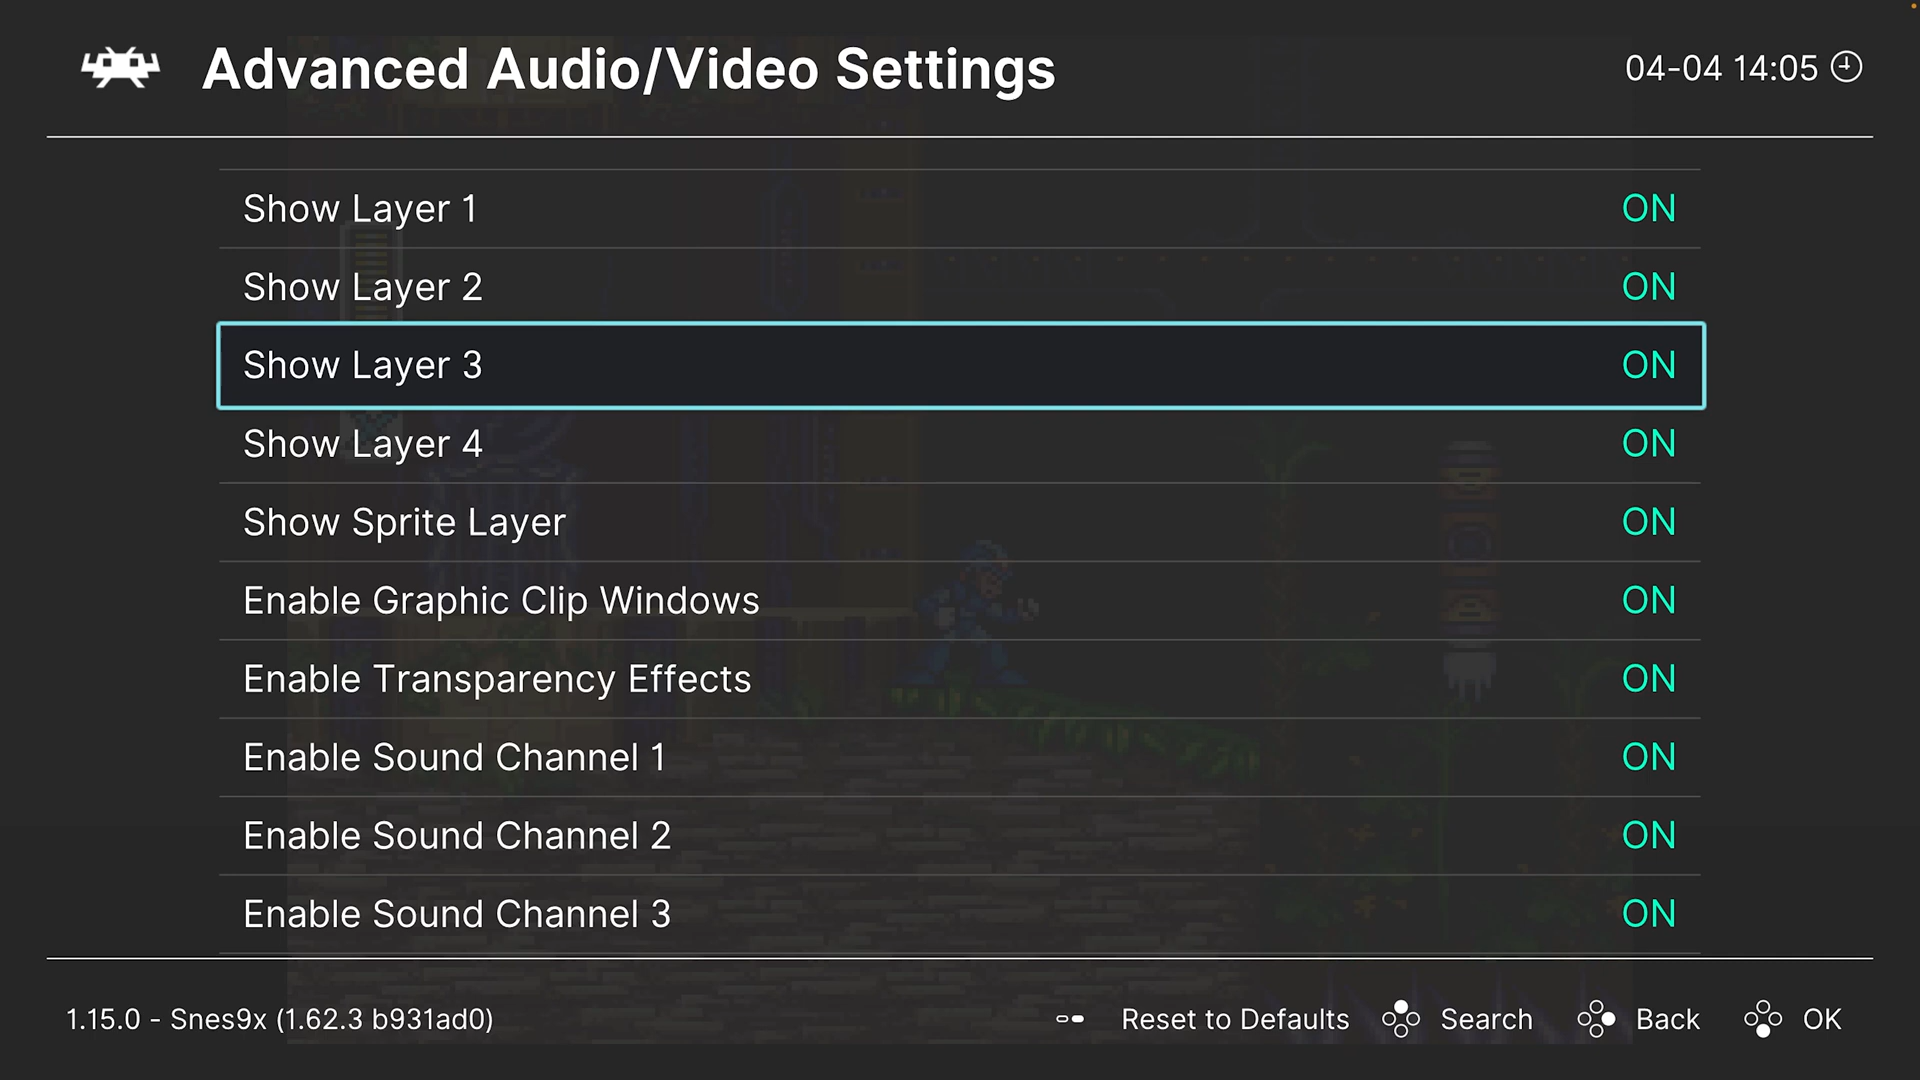 Advanced Audio/Video Settings
04-04 14:05
Show Layer 1 ON
Show Layer 2 ON
Show Layer 3 ON
Show Layer 4 ON
Show Sprite Layer ON
Enable Graphic Clip Windows ON
Enable Transparency Effects ON
Enable Sound Channel 1 ON
Enable Sound Channel 2 ON
Enable Sound Channel 3 ON
1.15.0 - Snes9x (1.62.3 b931ad0) Reset to Defaults Search Back OK